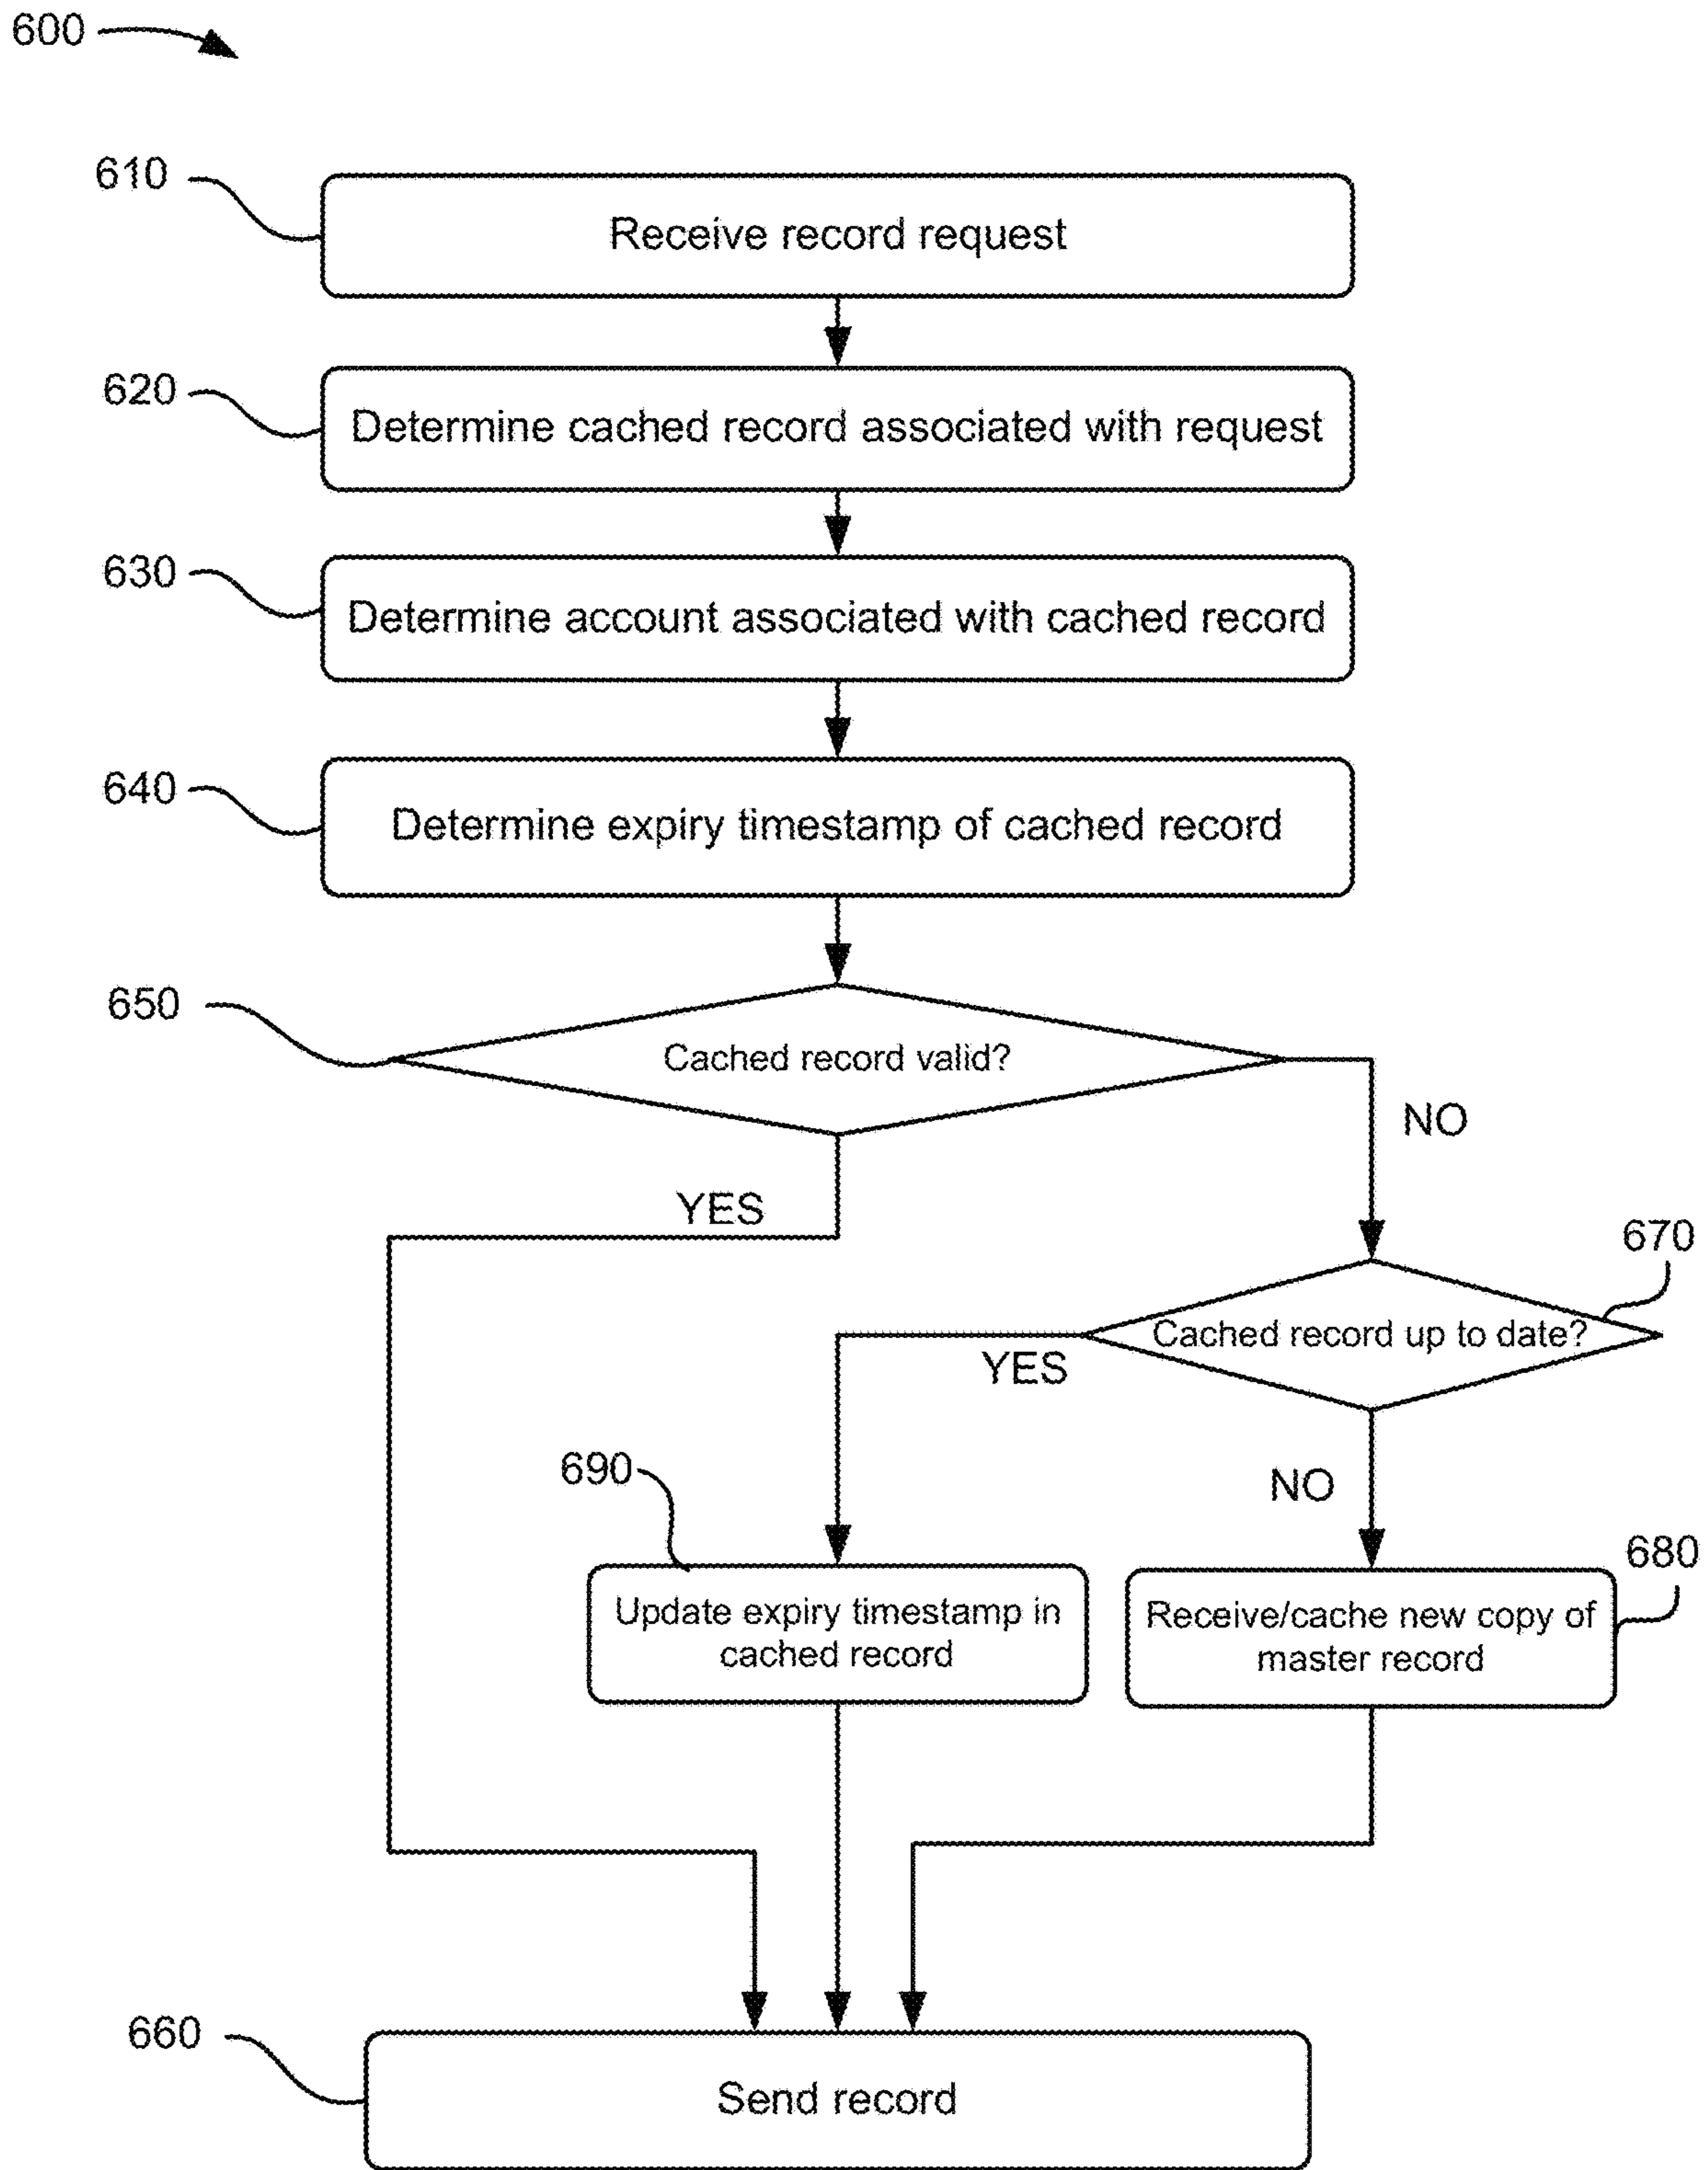 600
610
Receive record request
620
Determine cached record associated with request
630
Determine account associated with cached record
640
Determine expiry timestamp of cached record
650
Cached record valid?
NO
YES
670
Cached record up to date?
YES
690
NO
680
Update expiry timestamp in
cached record
Receive/cache new copy of
master record
660
Send record